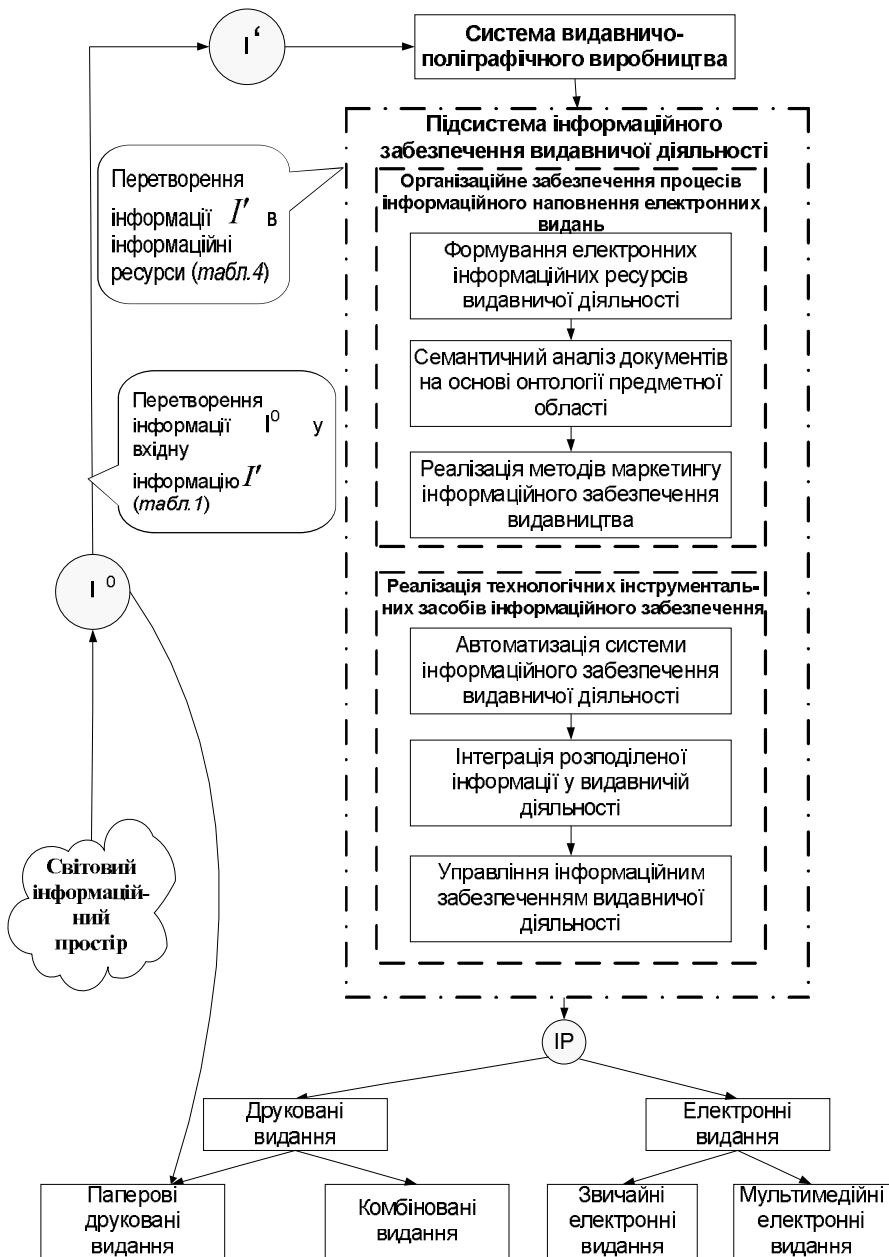 I‘
Система видавничо-
поліграфічного виробництва
Підсистема інформаційного
забезпечення видавничої діяльності
Перетворення
інформації I' в
інформаційні
ресурси (табл.4)
Організаційне забезпечення процесів
інформаційного наповнення електронних
видань
Формування електронних
інформаційних ресурсів
видавничої діяльності
Семантичний аналіз документів
на основі онтології предметної
області
Перетворення
інформації I⁰ у
вхідну
інформацію I'
(табл.1)
Реалізація методів маркетингу
інформаційного забезпечення
видавництва
I⁰
Реалізація технологічних інструменталь-
них засобів інформаційного забезпечення
Автоматизація системи
інформаційного забезпечення
видавничої діяльності
Інтеграція розподіленої
інформації у видавничій
діяльності
Управління інформаційним
забезпеченням видавничої
діяльності
Світовий
інформацій-
ний
простір
ІР
Друковані
видання
Електронні
видання
Паперові
друковані
видання
Комбіновані
видання
Звичайні
електронні
видання
Мультимедійні
електронні
видання